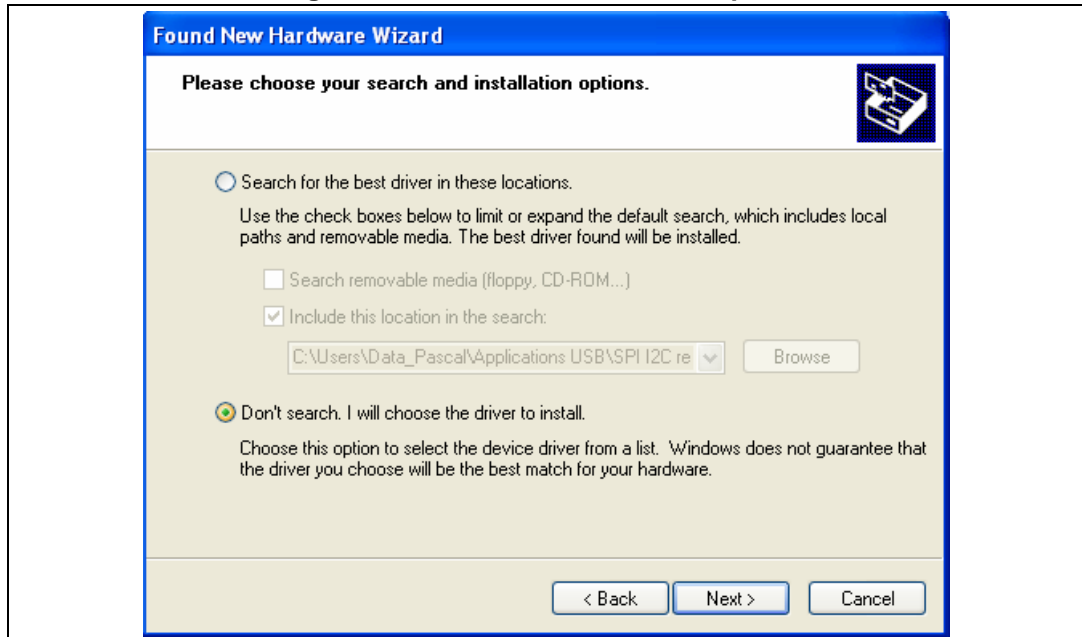 Found New Hardware Wizard
Please choose your search and installation options.
Search for the best driver in these locations.
Use the check boxes below to limit or expand the default search, which includes local
paths and removable media. The best driver found will be installed.
Search removable media (floppy, CD-ROM...)
Include this location in the search:
C:\Users\Data_Pascal\Applications USB\SPI I2C re
Browse
Don't search. I will choose the driver to install.
Choose this option to select the device driver from a list. Windows does not guarantee that
the driver you choose will be the best match for your hardware.
< Back
Next >
Cancel